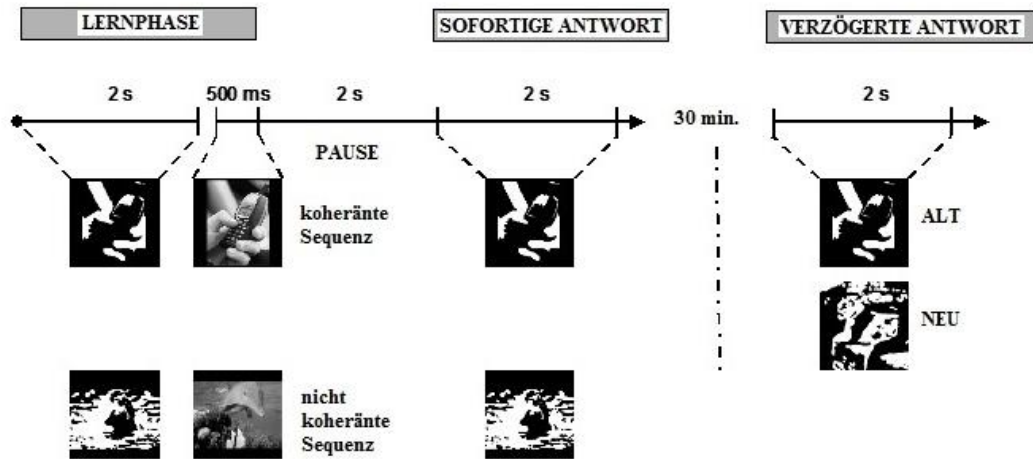 LERNPHASE
SOFORTIGE ANTWORT
VERZÖGERTE ANTWORT
2 s
500 ms
2 s
2 s
30 min.
2 s
PAUSE
koheränte
Sequenz
ALT
NEU
nicht
koheränte
Sequenz